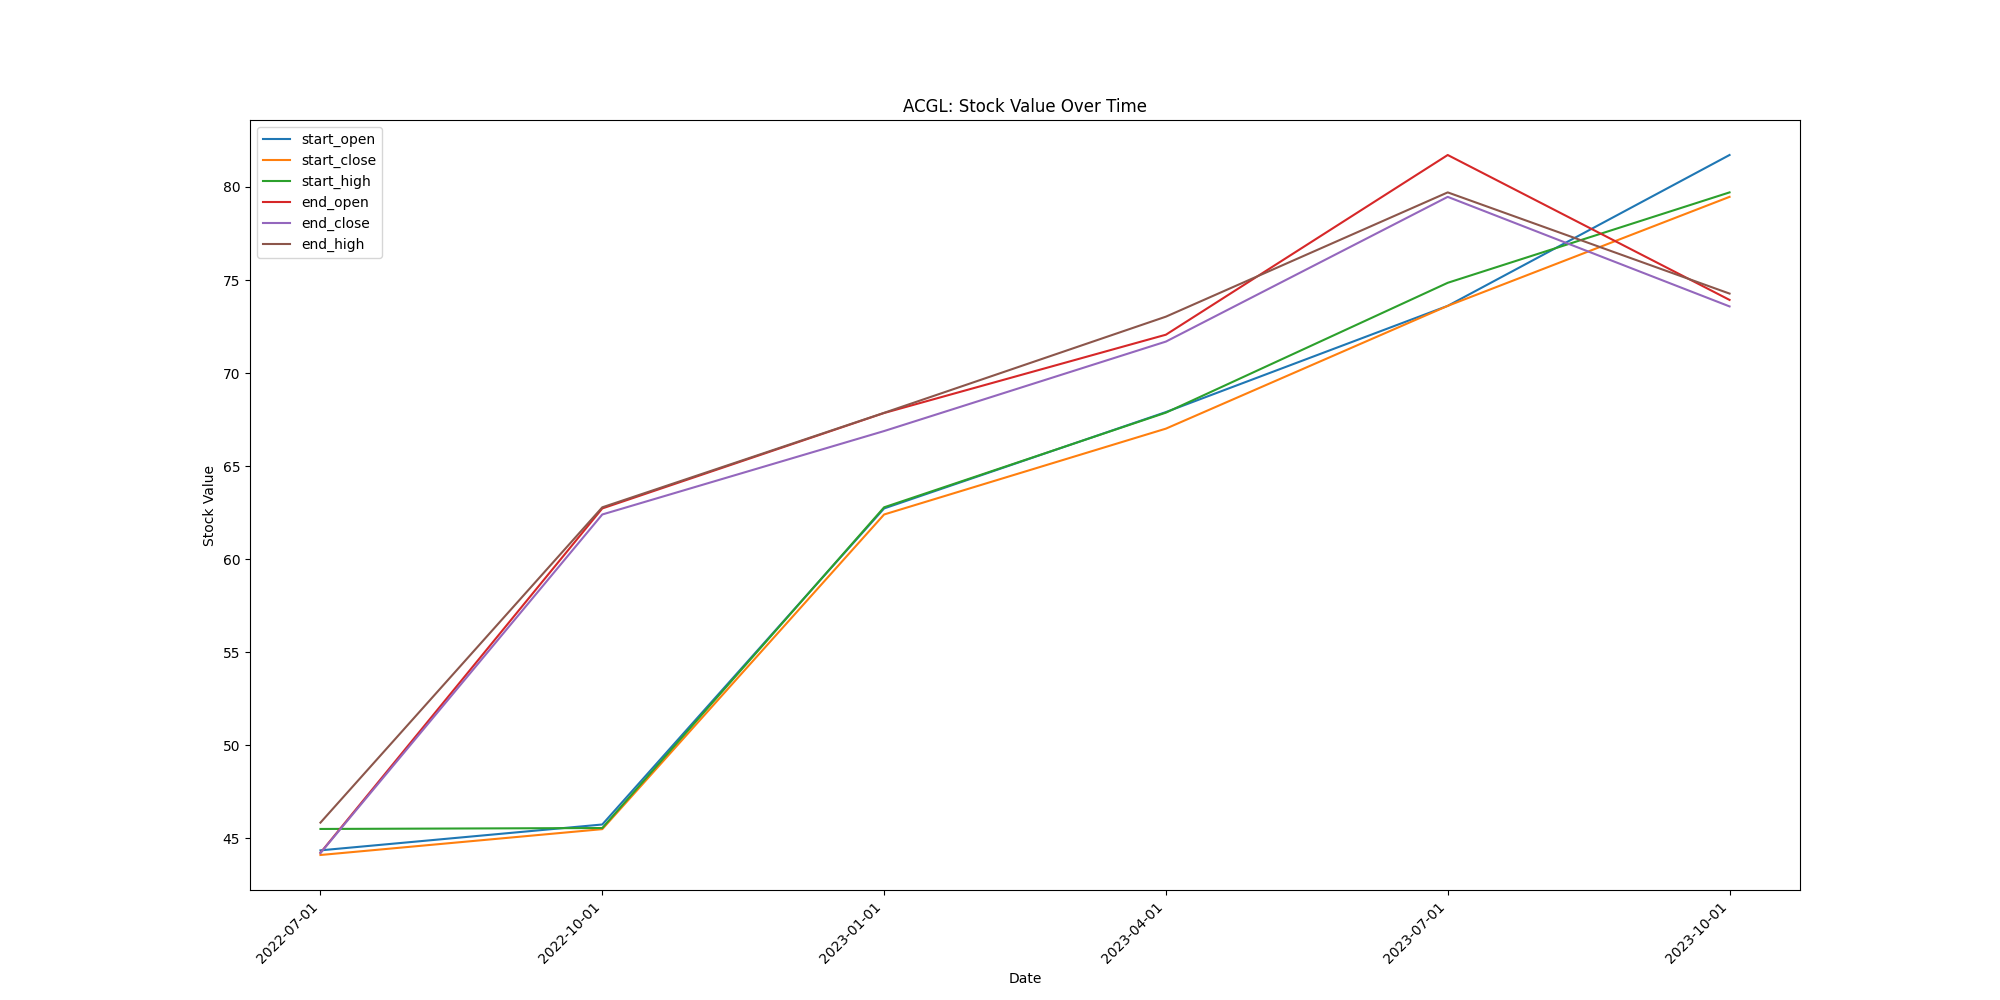 ACGL: Stock Value Over Time
start_open
start_close
start_high
end_open
end_close
end_high
80
75
70
65
60
55
50
45
Stock Value
2022-07-01
2022-10-01
2023-01-01
2023-04-01
2023-07-01
2023-10-01
Date